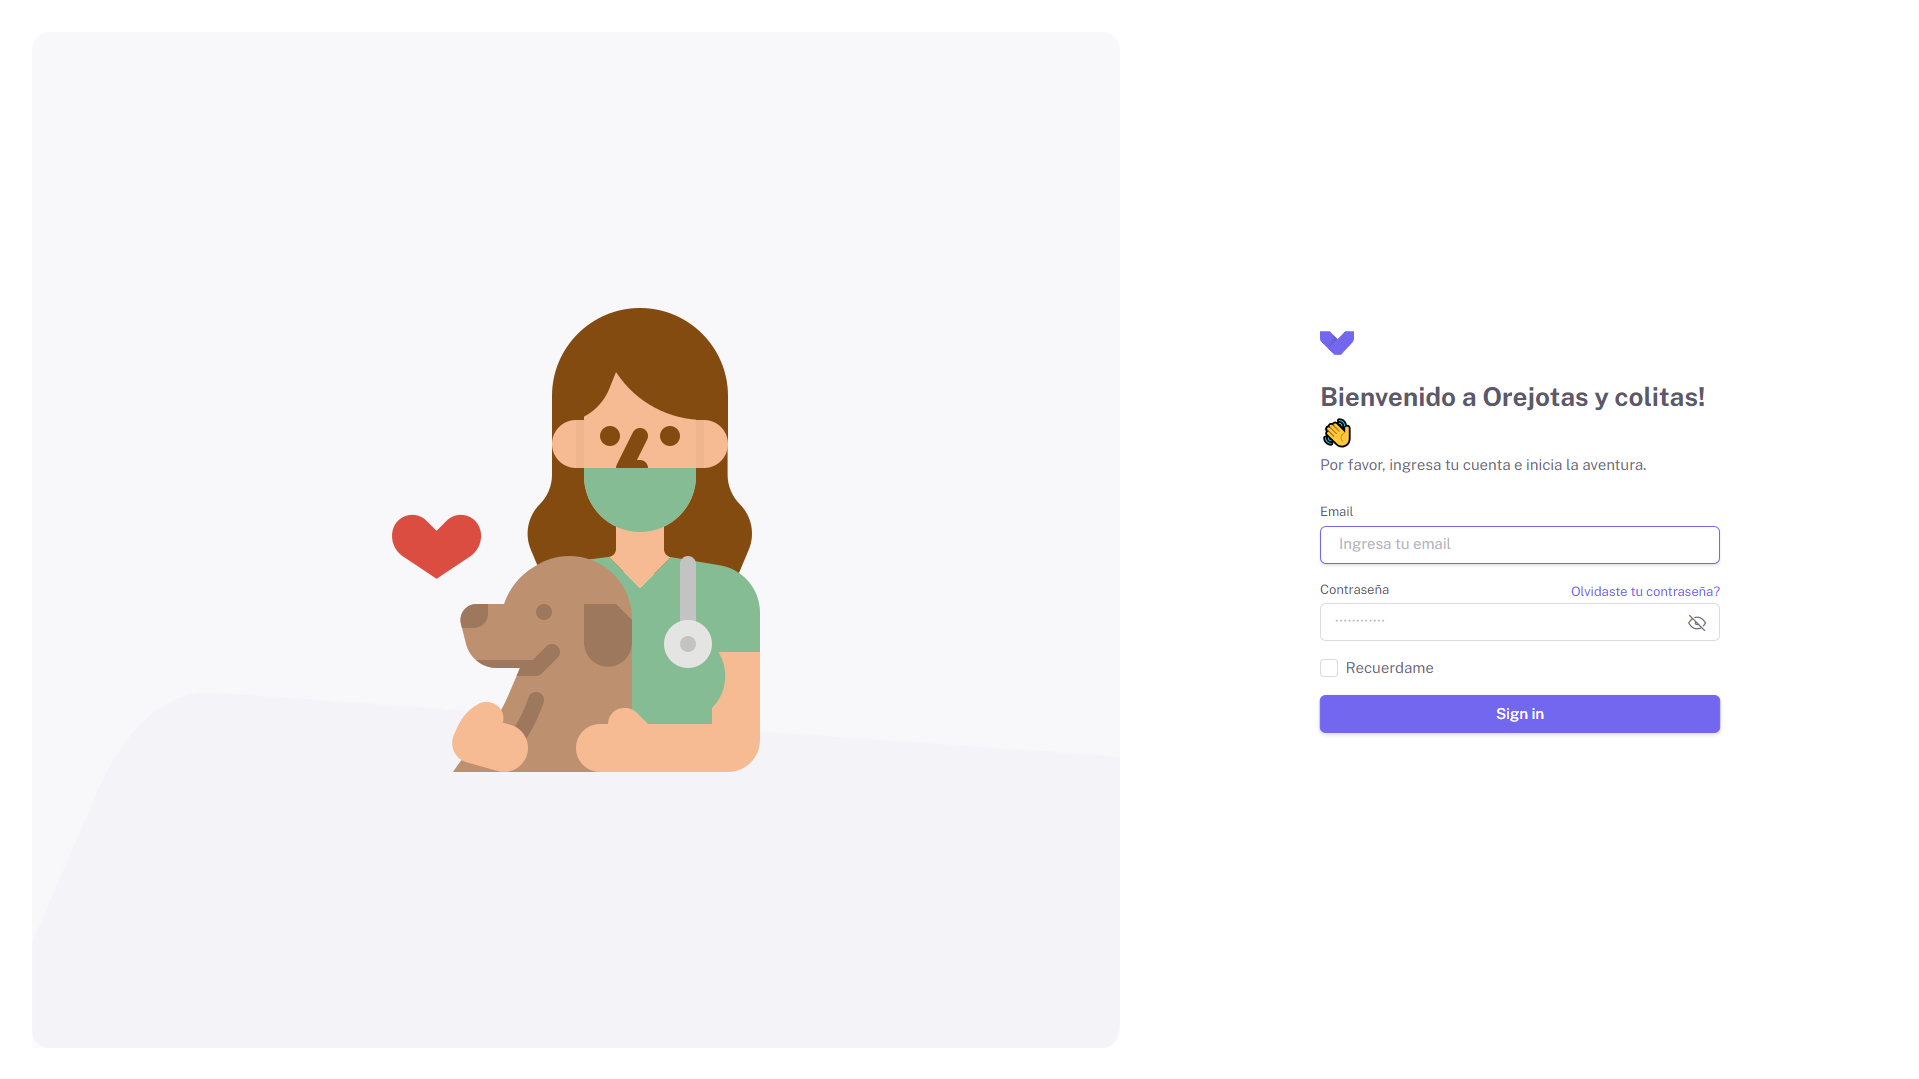 Bienvenido a Orejotas y colitas!
👋
Por favor, ingresa tu cuenta e inicia la aventura.
Email
Ingresa tu email
Contraseña
Olvidaste tu contraseña?
············
Recuerdame
Sign in